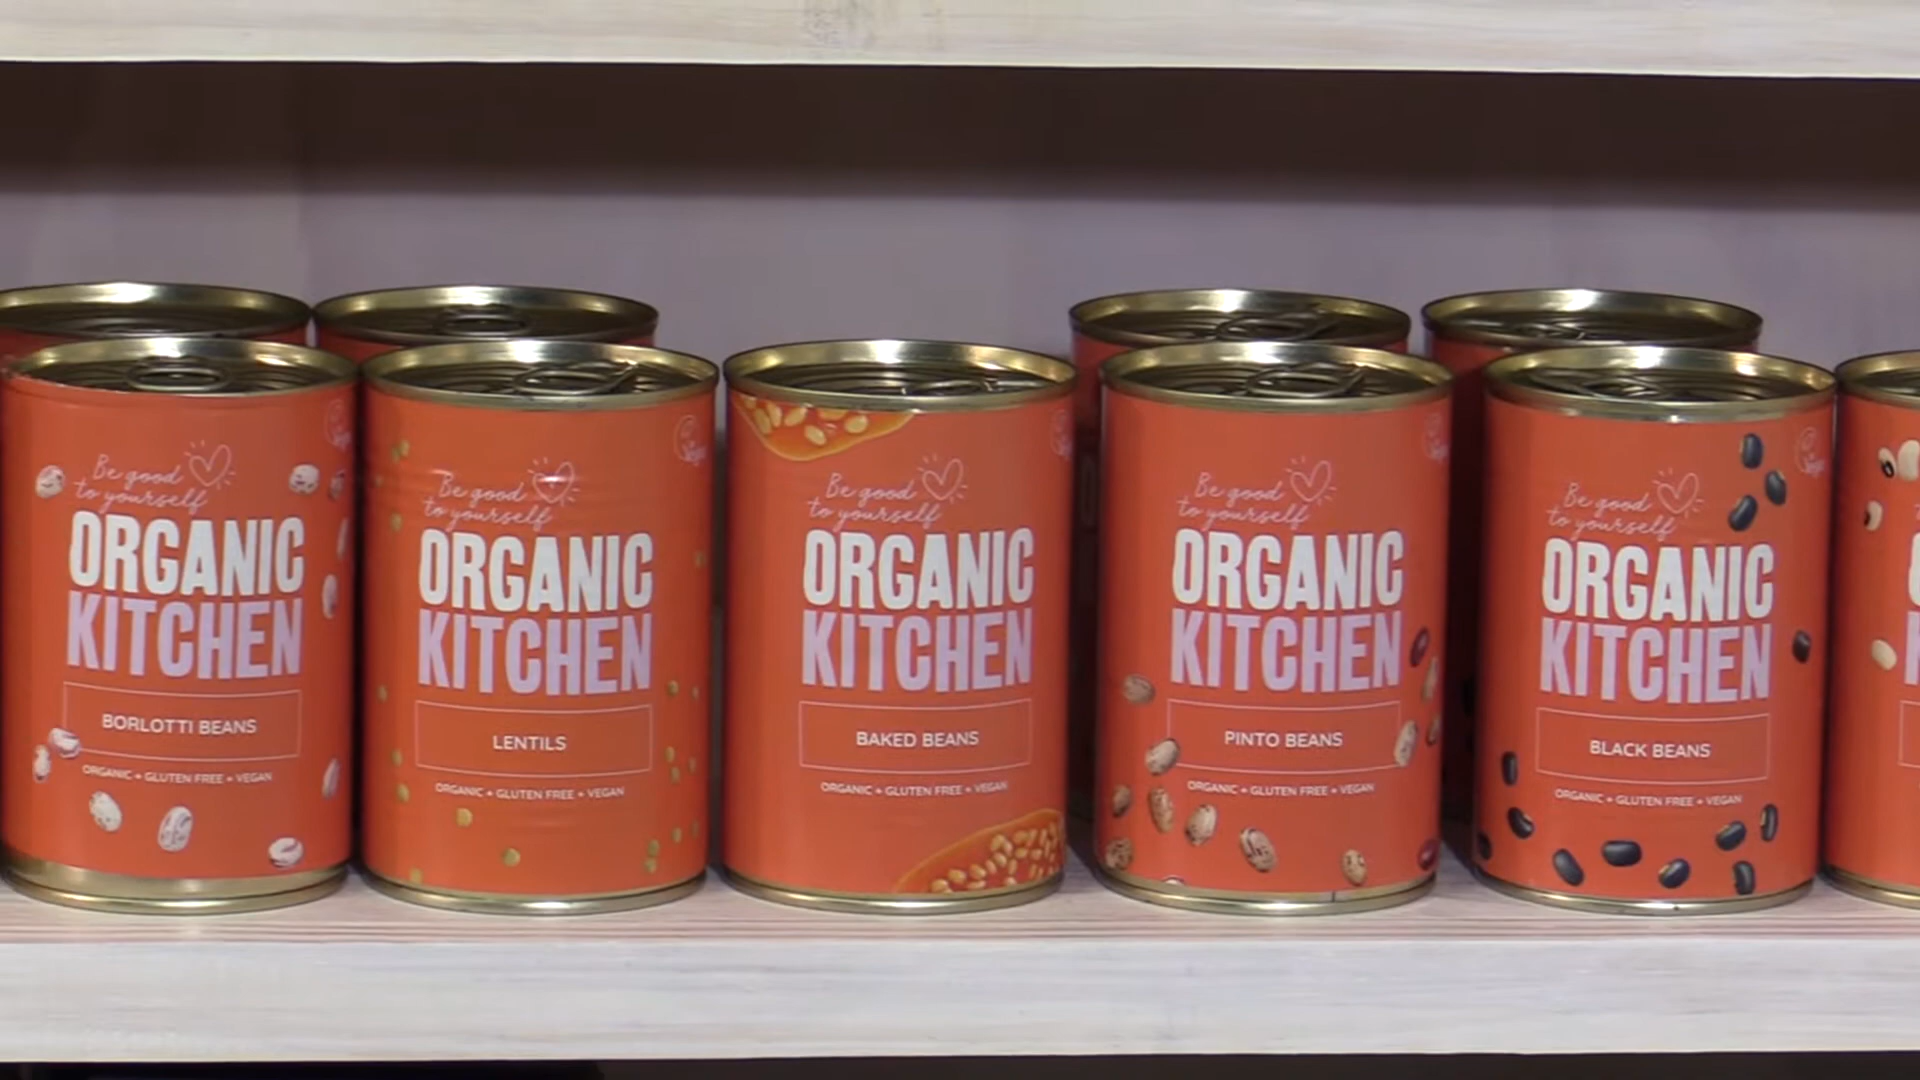 Be good
to yourself
ORGANIC
KITCHEN
BORLOTTI BEANS
ORGANIC + GLUTEN FREE + VEGAN
Be good
to yourself
ORGANIC
KITCHEN
LENTILS
ORGANIC + GLUTEN FREE + VEGAN
Vegan
Be good
to yourself
ORGANIC
KITCHEN
BAKED BEANS
ORGANIC + GLUTEN FREE + VEGAN
Be good
to yourself
ORGANIC
KITCHEN
PINTO BEANS
ORGANIC + GLUTEN FREE + VEGAN
Be good
to yourself
ORGANIC
KITCHEN
BLACK BEANS
ORGANIC + GLUTEN FREE + VEGAN